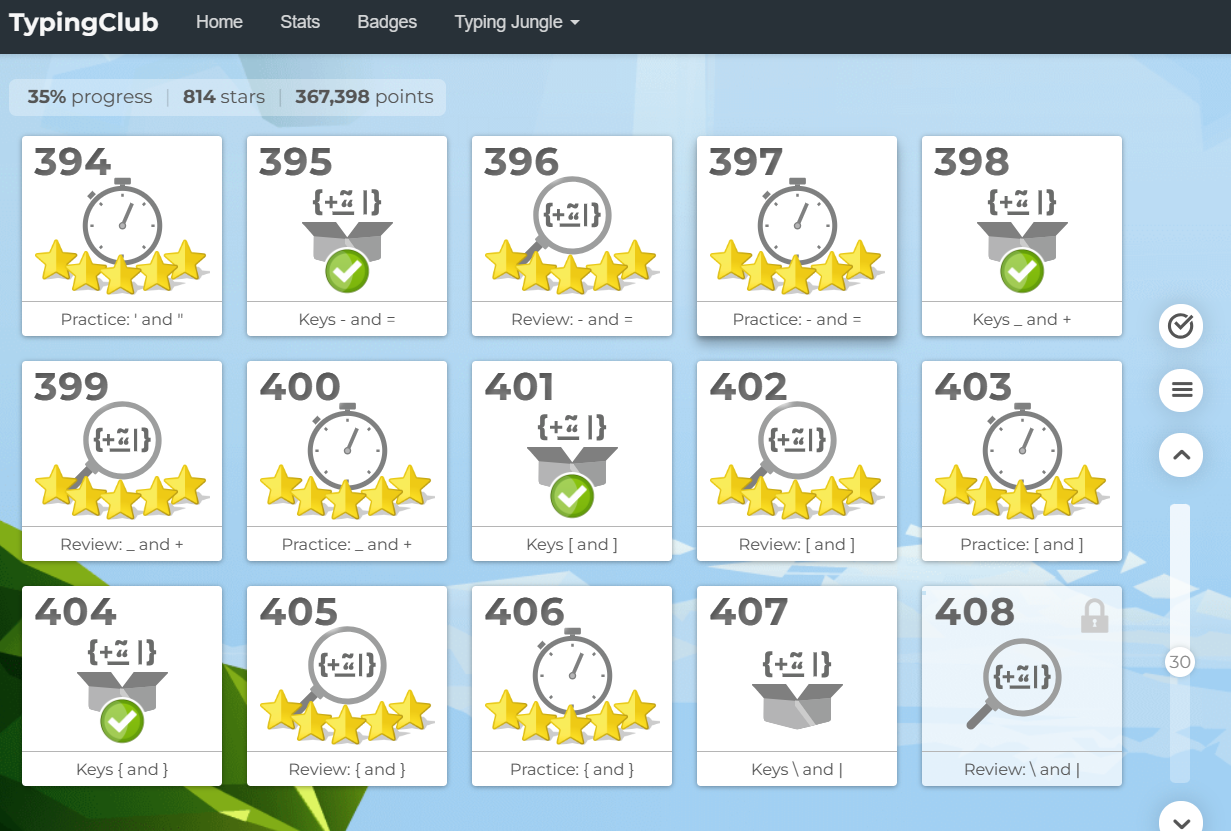 TypingClub Home Stats Badges Typing Jungle
35% progress | 814 stars | 367,398 points
394 395 396 397 398
{+ã|} {+ã|} {+ã|}
Practice: ' and " Keys - and = Review: - and = Practice: - and = Keys _ and +
399 400 401 402 403
{+ã|} {+ã|} {+ã|}
Review: _ and + Practice: _ and + Keys [ and ] Review: [ and ] Practice: [ and ]
404 405 406 407 408
{+ã|} {+ã|} {+ã|} {+ã|}
30
Keys { and } Review: { and } Practice: { and } Keys \ and | Review: \ and |